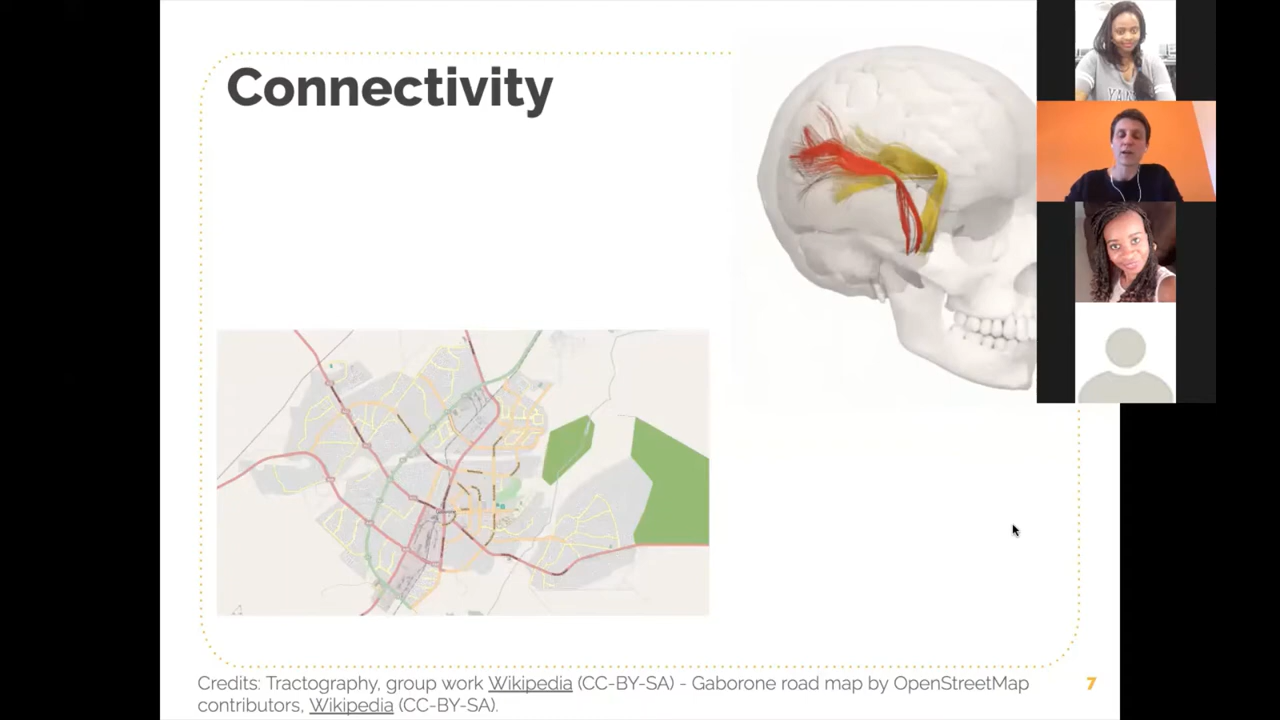 Connectivity
Credits: Tractography, group work Wikipedia (CC-BY-SA) - Gaborone road map by OpenStreetMap
contributors, Wikipedia (CC-BY-SA).
7